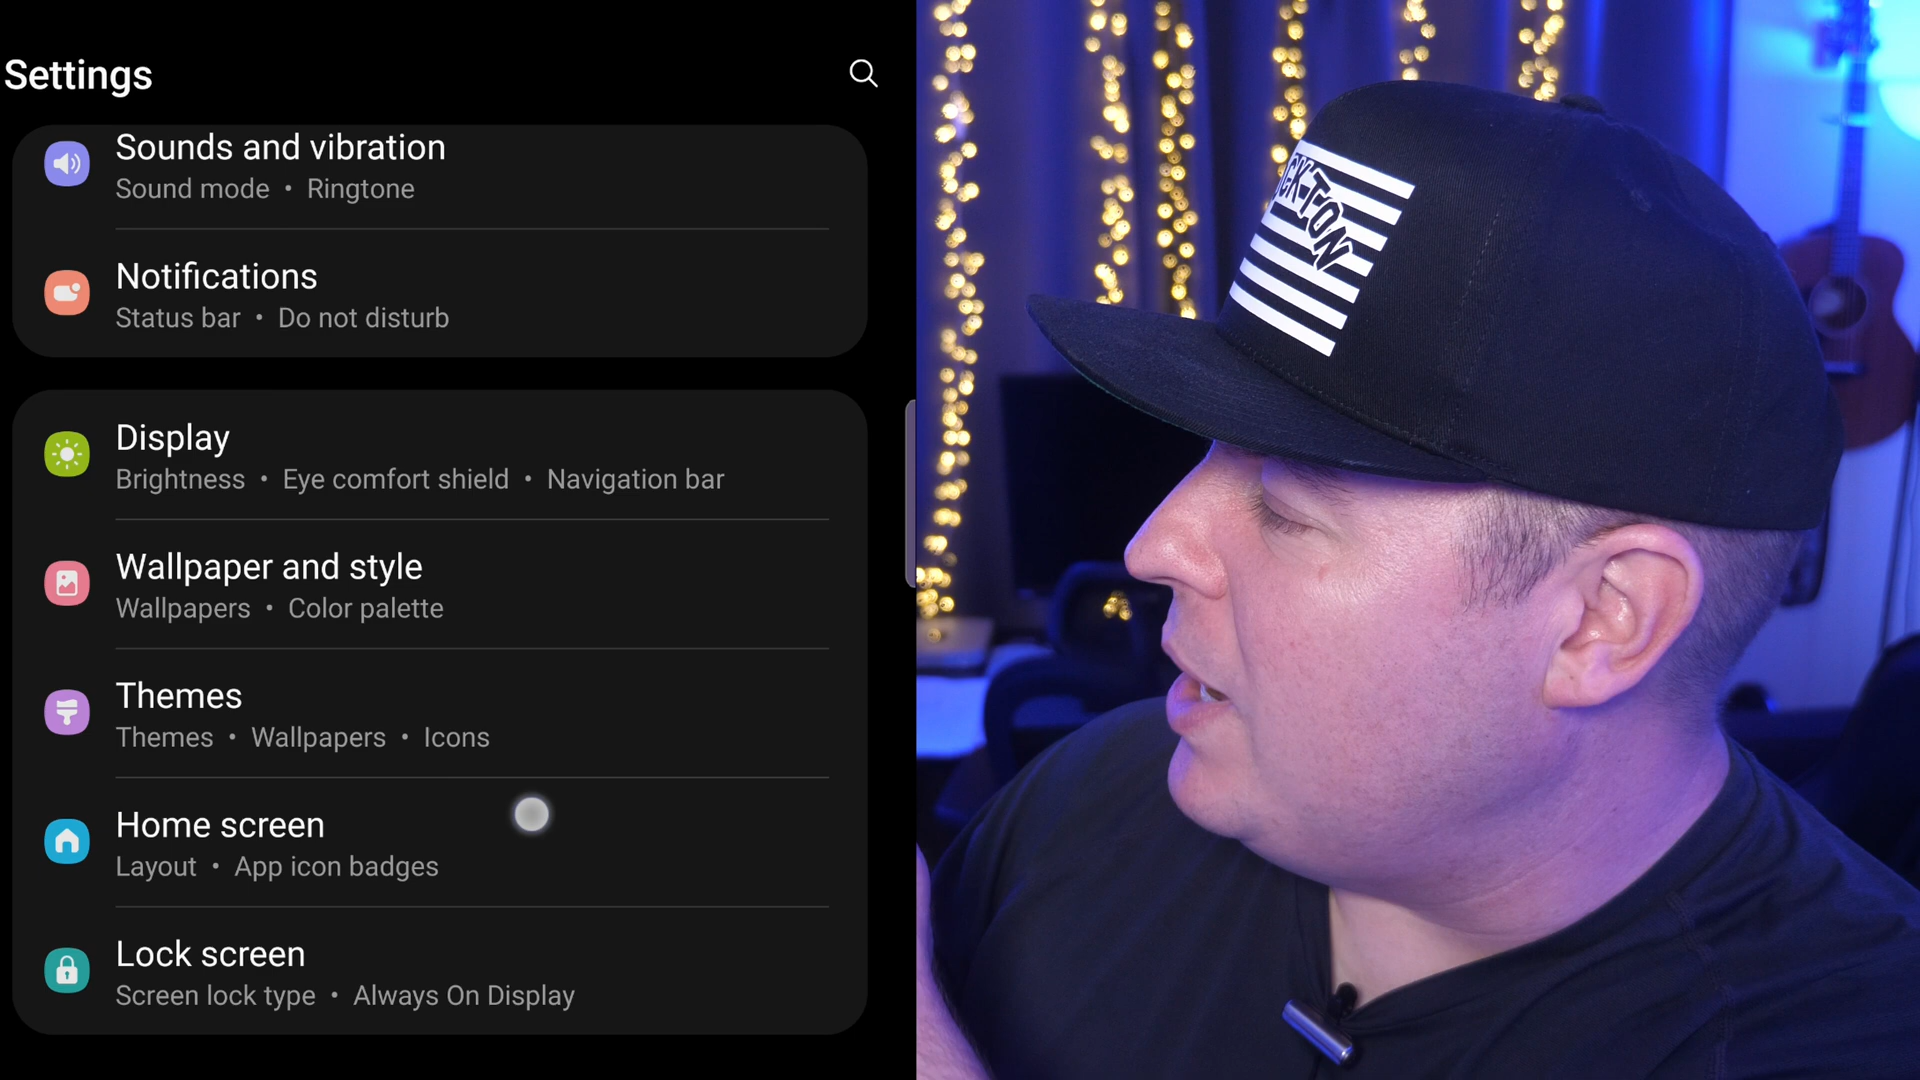 Settings
Sounds and vibration
Sound mode • Ringtone
Notifications
Status bar • Do not disturb
Display
Brightness • Eye comfort shield • Navigation bar
Wallpaper and style
Wallpapers • Color palette
Themes
Themes • Wallpapers • Icons
Home screen
Layout • App icon badges
Lock screen
Screen lock type • Always On Display